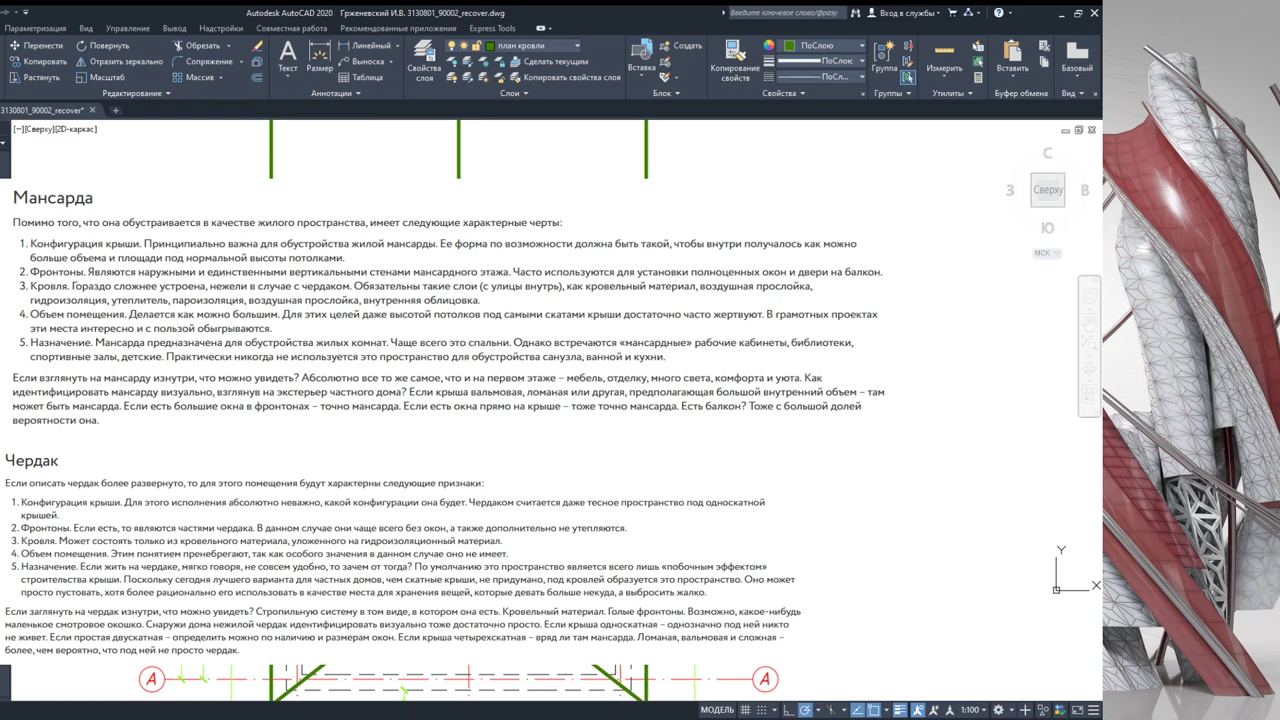 Autodesk AutoCAD 2020 Грженевский И.В. 3130801_90002_recover.dwg
Введите ключевое слово/фразу
Вход в службы
Параметризация Вид Управление Вывод Надстройки Совместная работа Рекомендованные приложения Express Tools
Перенести Повернуть Обрезать Линейный план кровли Создать ПоСлою
Копировать Отразить зеркально Сопряжение Выноска Сделать текущим ПоСлоюс
Растянуть Масштаб Массив Таблица Копировать свойства слоя ПоСл...
Текст Размер Свойства слоя Вставка Копирование свойств Группа Измерить Вставить Базовый
Редактирование Аннотации Слои Блок Свойства Группы Утилиты Буфер обмена Вид
3130801_90002_recover*
[−][Сверху][2D-каркас]
С
З Сверху В
Ю
МСК
Мансарда
Помимо того, что она обустраивается в качестве жилого пространства, имеет следующие характерные черты:
1. Конфигурация крыши. Принципиально важна для обустройства жилой мансарды. Ее форма по возможности должна быть такой, чтобы внутри получалось как можно
больше объема и площади под нормальной высоты потолками.
2. Фронтоны. Являются наружными и единственными вертикальными стенами мансардного этажа. Часто используются для установки полноценных окон и двери на балкон.
3. Кровля. Гораздо сложнее устроена, нежели в случае с чердаком. Обязательны такие слои (с улицы внутрь), как кровельный материал, воздушная прослойка,
гидроизоляция, утеплитель, пароизоляция, воздушная прослойка, внутренняя облицовка.
4. Объем помещения. Делается как можно большим. Для этих целей даже высотой потолков под самыми скатами крыши достаточно часто жертвуют. В грамотных проектах
эти места интересно и с пользой обыгрываются.
5. Назначение. Мансарда предназначена для обустройства жилых комнат. Чаще всего это спальни. Однако встречаются «мансардные» рабочие кабинеты, библиотеки,
спортивные залы, детские. Практически никогда не используется это пространство для обустройства санузла, ванной и кухни.
Если взглянуть на мансарду изнутри, что можно увидеть? Абсолютно все то же самое, что и на первом этаже – мебель, отделку, много света, комфорта и уюта. Как
идентифицировать мансарду визуально, взглянув на экстерьер частного дома? Если крыша вальмовая, ломаная или другая, предполагающая большой внутренний объем – там
может быть мансарда. Если есть большие окна в фронтонах – точно мансарда. Если есть окна прямо на крыше – тоже точно мансарда. Есть балкон? Тоже с большой долей
вероятности она.
Чердак
Если описать чердак более развернуто, то для этого помещения будут характерны следующие признаки:
1. Конфигурация крыши. Для этого исполнения абсолютно неважно, какой конфигурации она будет. Чердаком считается даже тесное пространство под односкатной
крышей.
2. Фронтоны. Если есть, то являются частями чердака. В данном случае они чаще всего без окон, а также дополнительно не утепляются.
3. Кровля. Может состоять только из кровельного материала, уложенного на гидроизоляционный материал.
4. Объем помещения. Этим понятием пренебрегают, так как особого значения в данном случае оно не имеет.
5. Назначение. Если жить на чердаке, мягко говоря, не совсем удобно, то зачем от тогда? По умолчанию это пространство является всего лишь «побочным эффектом»
строительства крыши. Поскольку сегодня лучшего варианта для частных домов, чем скатные крыши, не придумано, под кровлей образуется это пространство. Оно может
просто пустовать, хотя более рационально его использовать в качестве места для хранения вещей, которые девать больше некуда, а выбросить жалко.
Если заглянуть на чердак изнутри, что можно увидеть? Стропильную систему в том виде, в котором она есть. Кровельный материал. Голые фронтоны. Возможно, какое-нибудь
маленькое смотровое окошко. Снаружи дома нежилой чердак идентифицировать визуально тоже достаточно просто. Если крыша односкатная – однозначно под ней никто
не живет. Если простая двускатная – определить можно по наличию и размерам окон. Если крыша четырехскатная – вряд ли там мансарда. Ломаная, вальмовая и сложная –
более, чем вероятно, что под ней не просто чердак.
Y
X
А А
МОДЕЛЬ 1:100